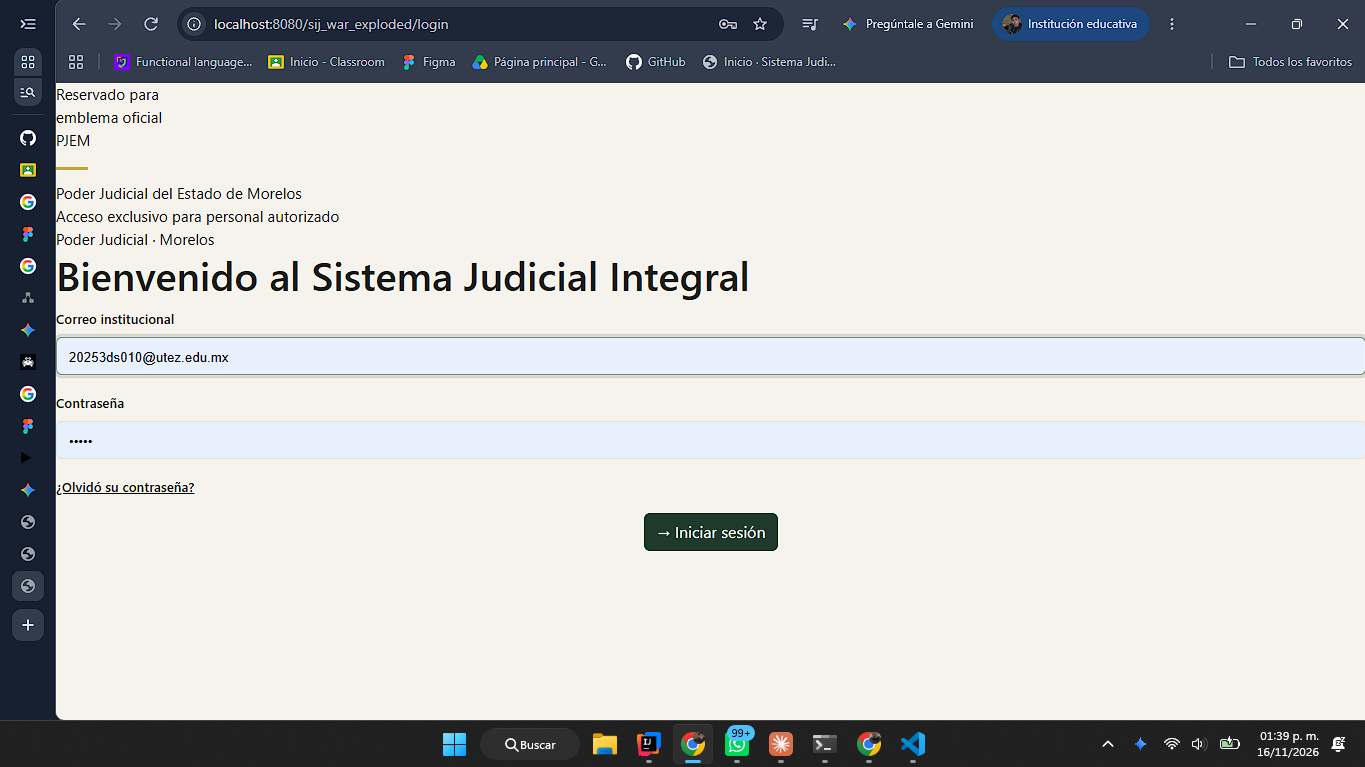 localhost:8080/sij_war_exploded/login
Pregúntale a Gemini
Institución educativa
Functional language...
Inicio - Classroom
Figma
Página principal - G...
GitHub
Inicio · Sistema Judi...
Todos los favoritos
Reservado para
emblema oficial
PJEM
Poder Judicial del Estado de Morelos
Acceso exclusivo para personal autorizado
Poder Judicial · Morelos
Bienvenido al Sistema Judicial Integral
Correo institucional
20253ds010@utez.edu.mx
Contraseña
•••••
¿Olvidó su contraseña?
→ Iniciar sesión
Buscar
99+
01:39 p. m.
16/11/2026